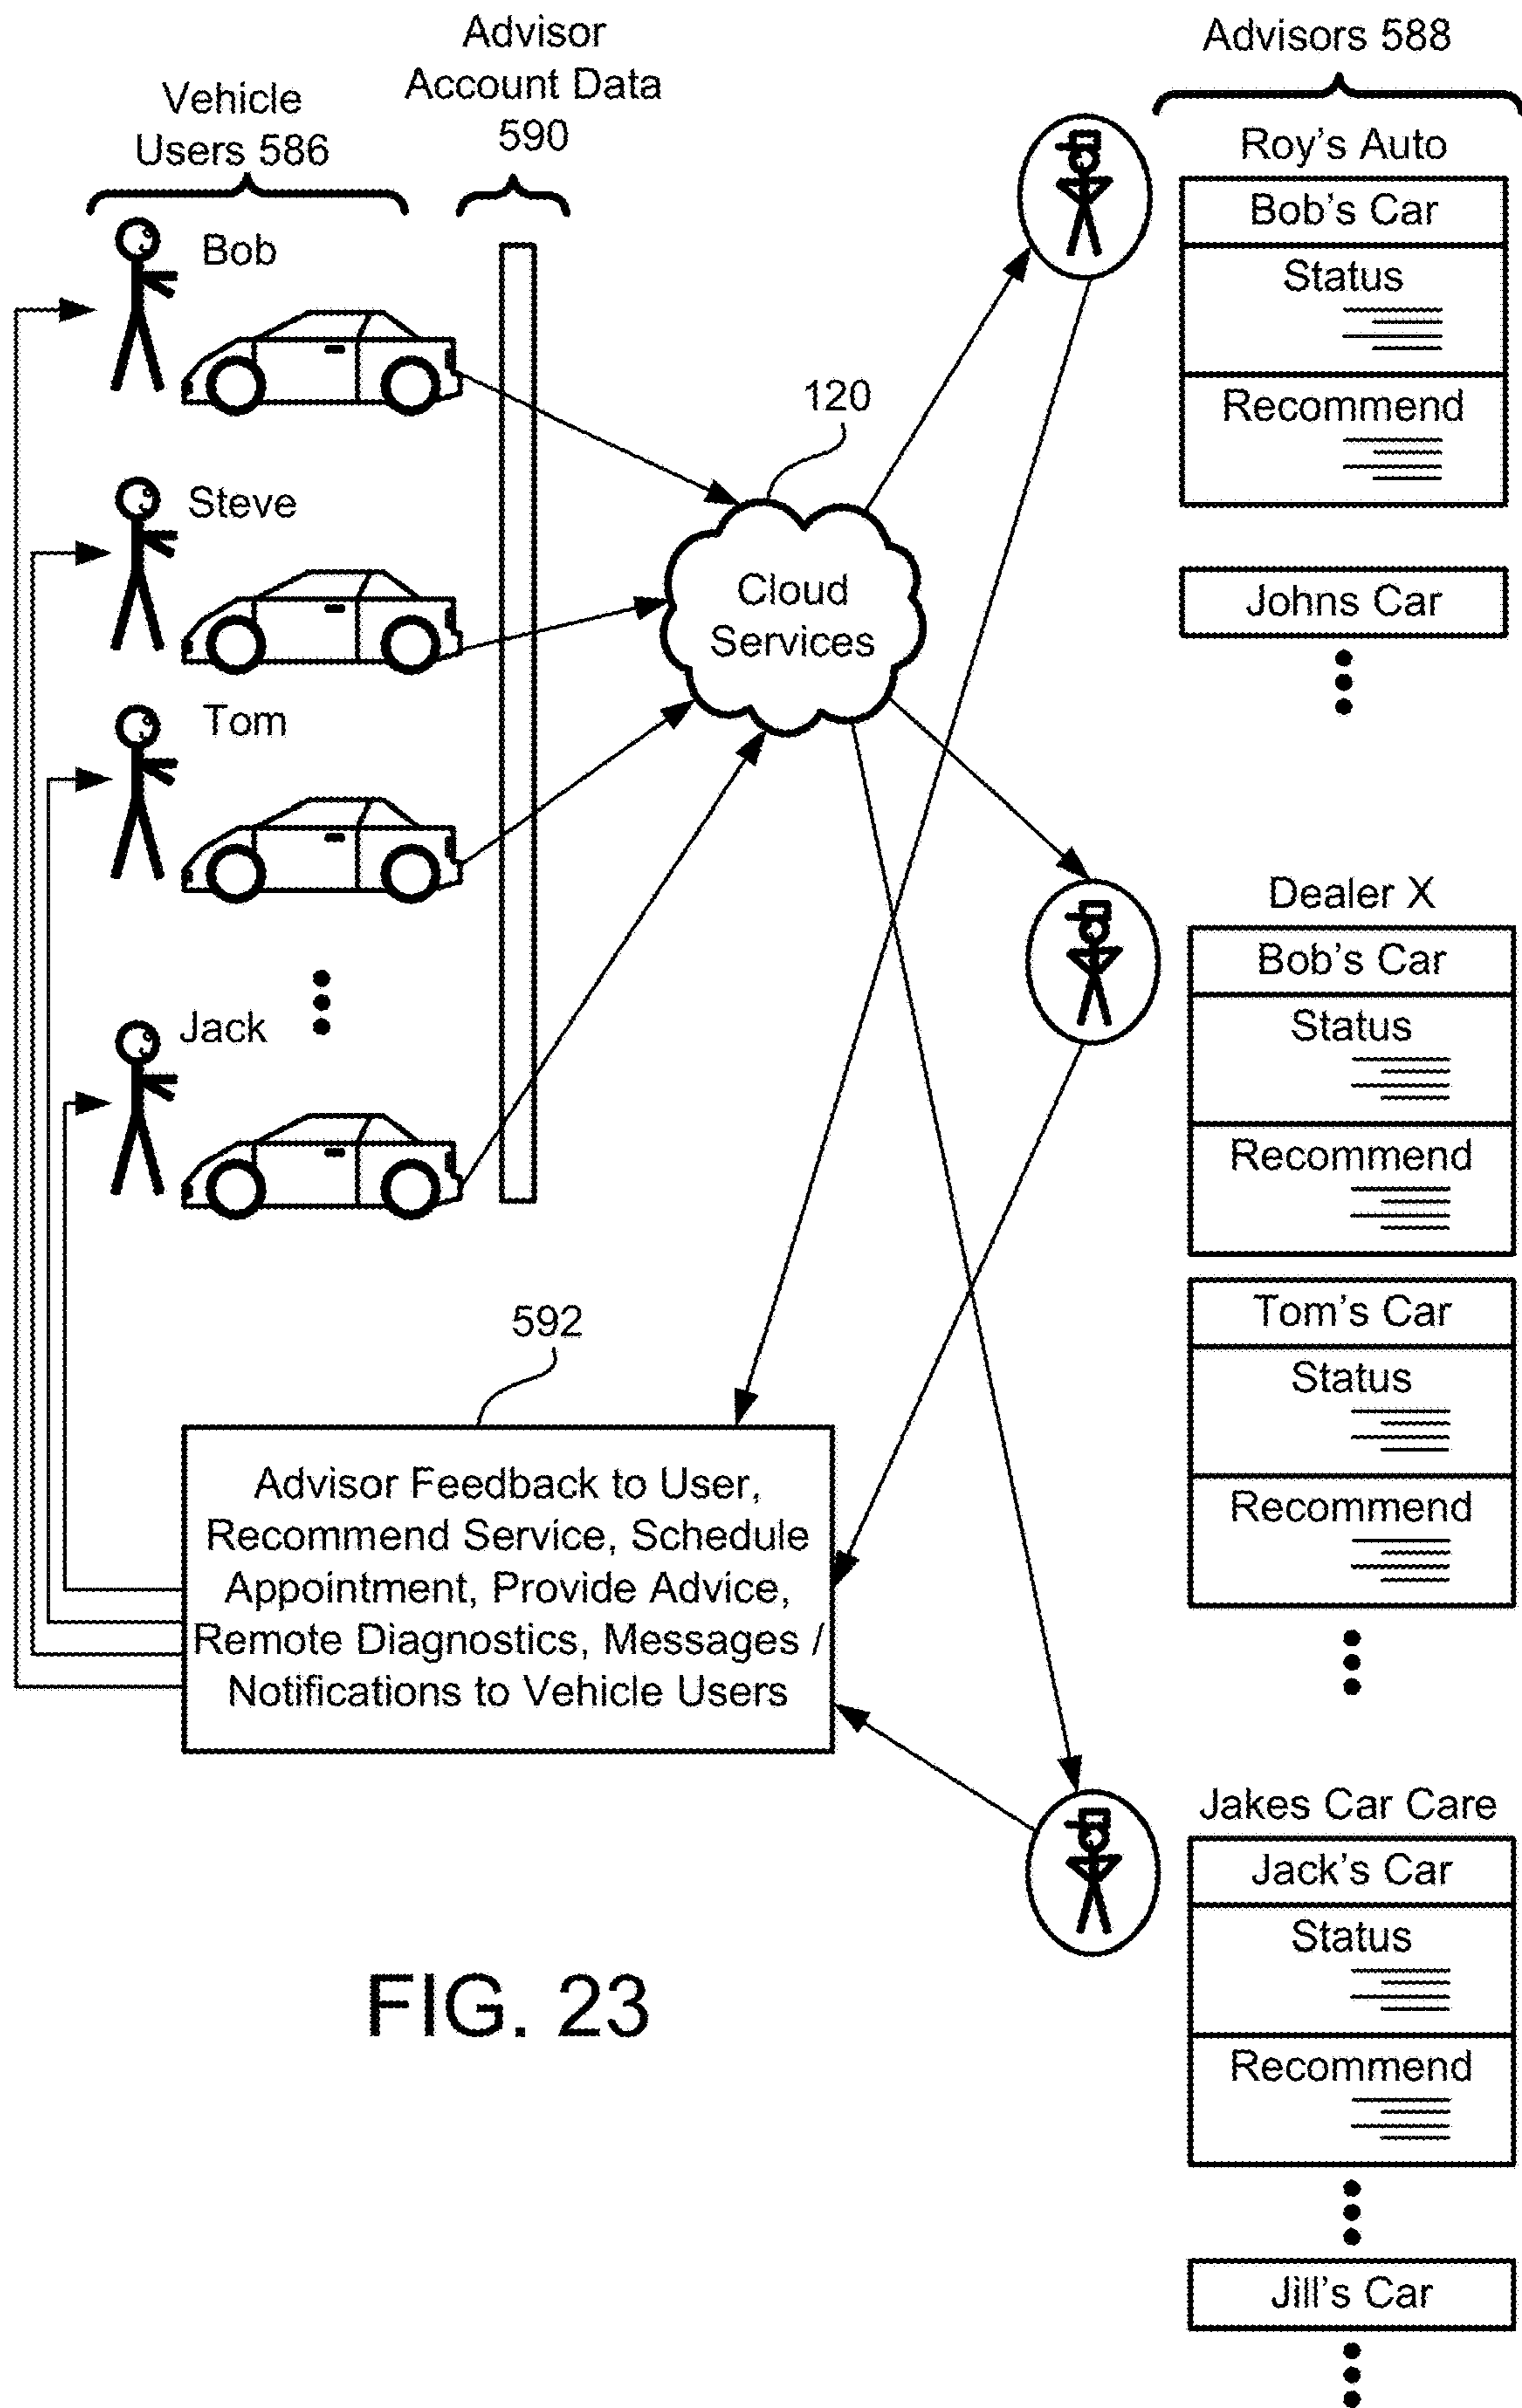 Vehicle
Users 586
Advisor
Account Data
590
Advisors 588
Bob
Steve
Tom
Jack
120
Cloud
Services
Roy's Auto
Bob's Car
Status
Recommend
Johns Car
Dealer X
Bob's Car
Status
Recommend
Tom's Car
Status
Recommend
592
Advisor Feedback to User,
Recommend Service, Schedule
Appointment, Provide Advice,
Remote Diagnostics, Messages /
Notifications to Vehicle Users
Jakes Car Care
Jack's Car
Status
Recommend
Jill's Car
FIG. 23